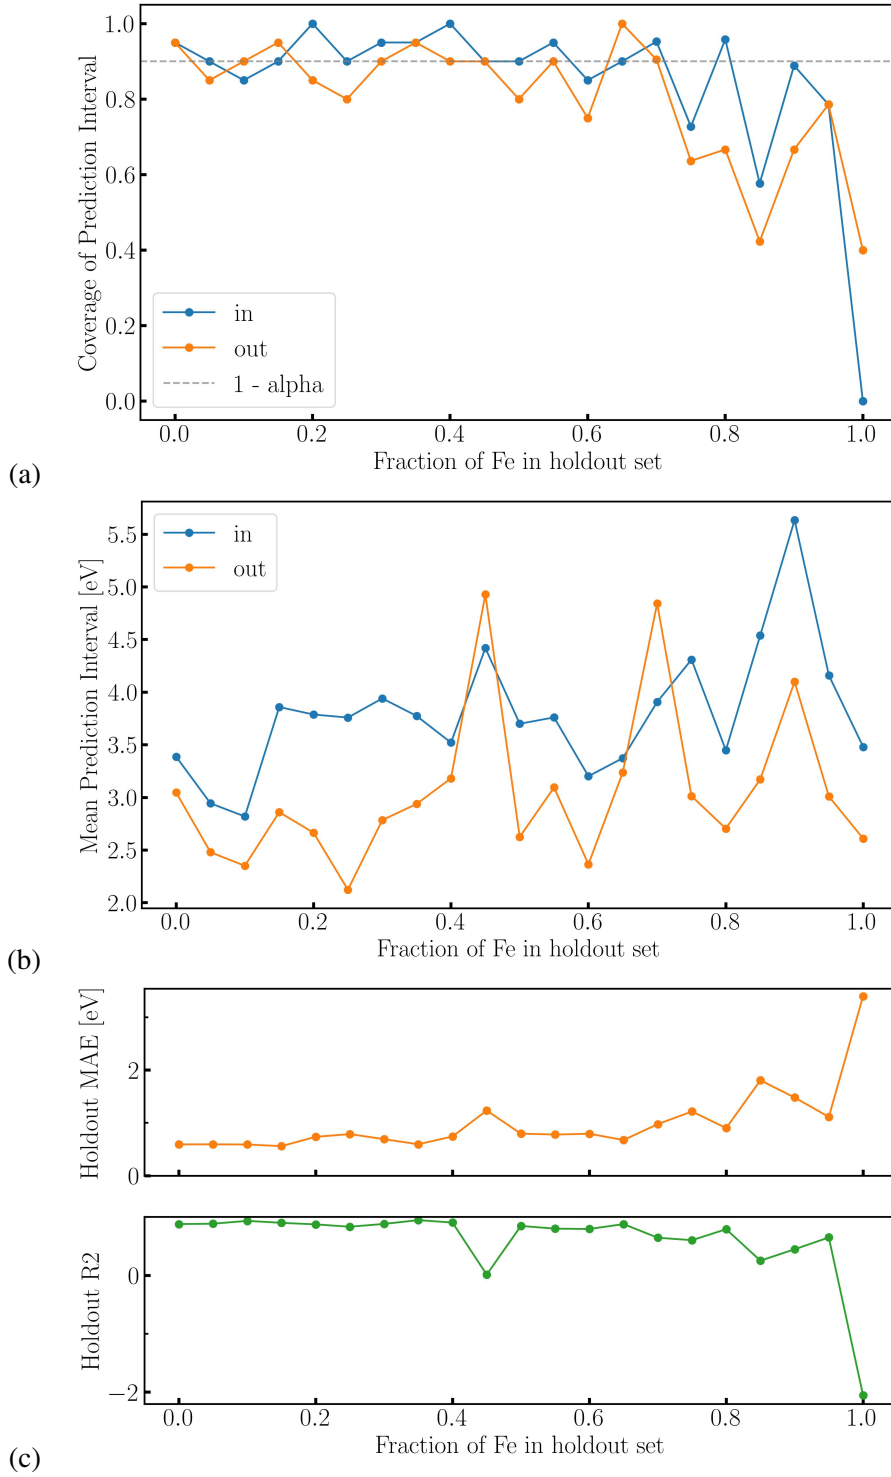 Coverage of Prediction Interval
1.0
0.8
0.6
0.4
0.2
0.0
in
out
1 - alpha
0.0 0.2 0.4 0.6 0.8 1.0
Fraction of Fe in holdout set
(a)
Mean Prediction Interval [eV]
5.5
5.0
4.5
4.0
3.5
3.0
2.5
2.0
in
out
0.0 0.2 0.4 0.6 0.8 1.0
Fraction of Fe in holdout set
(b)
Holdout MAE [eV]
2
0
Holdout R2
0
−2
0.0 0.2 0.4 0.6 0.8 1.0
Fraction of Fe in holdout set
(c)